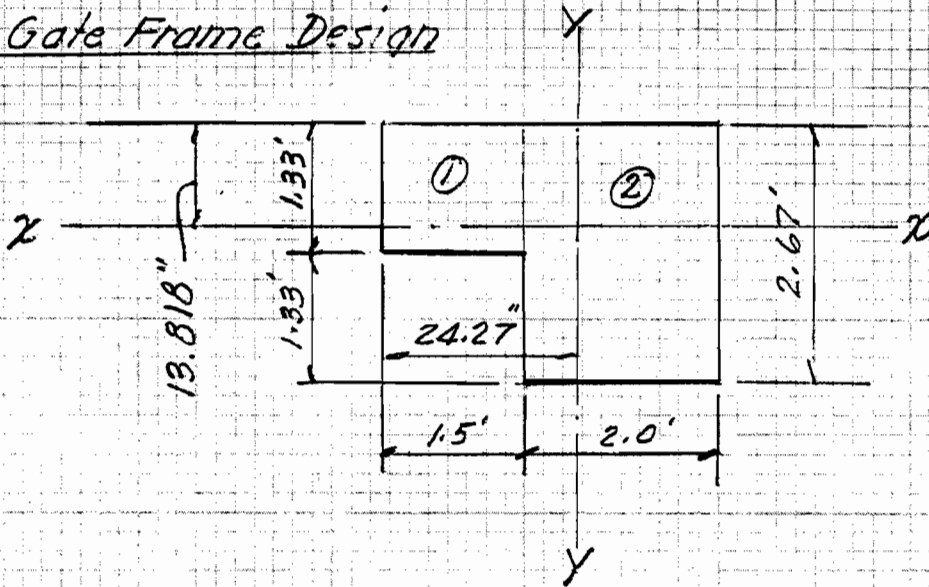 Gate Frame Design
Y
1.33'
①
②
x
x
13.818"
1.33'
24.27"
2.67'
1.5'
2.0'
Y